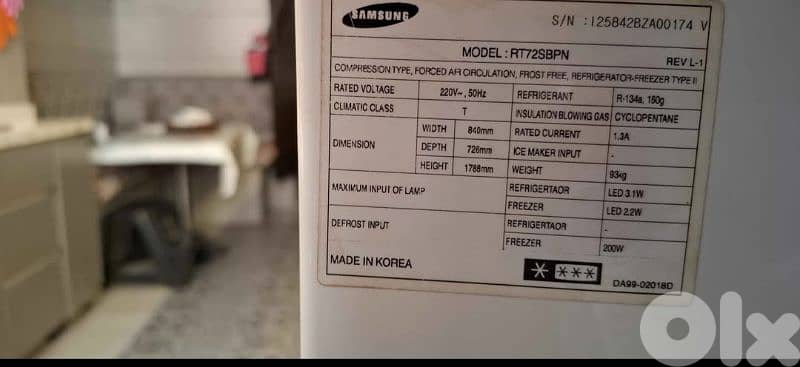 SAMSUNG
S/N : 125842BZA00174 V
MODEL : RT72SBPN
REV L-1
COMPRESSION TYPE, FORCED AIR CIRCULATION, FROST FREE, REFRIGERATOR-FREEZER TYPE II
RATED VOLTAGE 220V~, 50Hz REFRIGERANT R-134a, 160g
CLIMATIC CLASS T INSULATION BLOWING GAS CYCLOPENTANE
DIMENSION WIDTH 840mm RATED CURRENT 1.3A
DEPTH 726mm ICE MAKER INPUT -
HEIGHT 1788mm WEIGHT 93kg
MAXIMUM INPUT OF LAMP REFRIGERTAOR LED 3.1W
FREEZER LED 2.2W
DEFROST INPUT REFRIGERTAOR -
FREEZER 200W
MADE IN KOREA
DA99-02018D
Olx